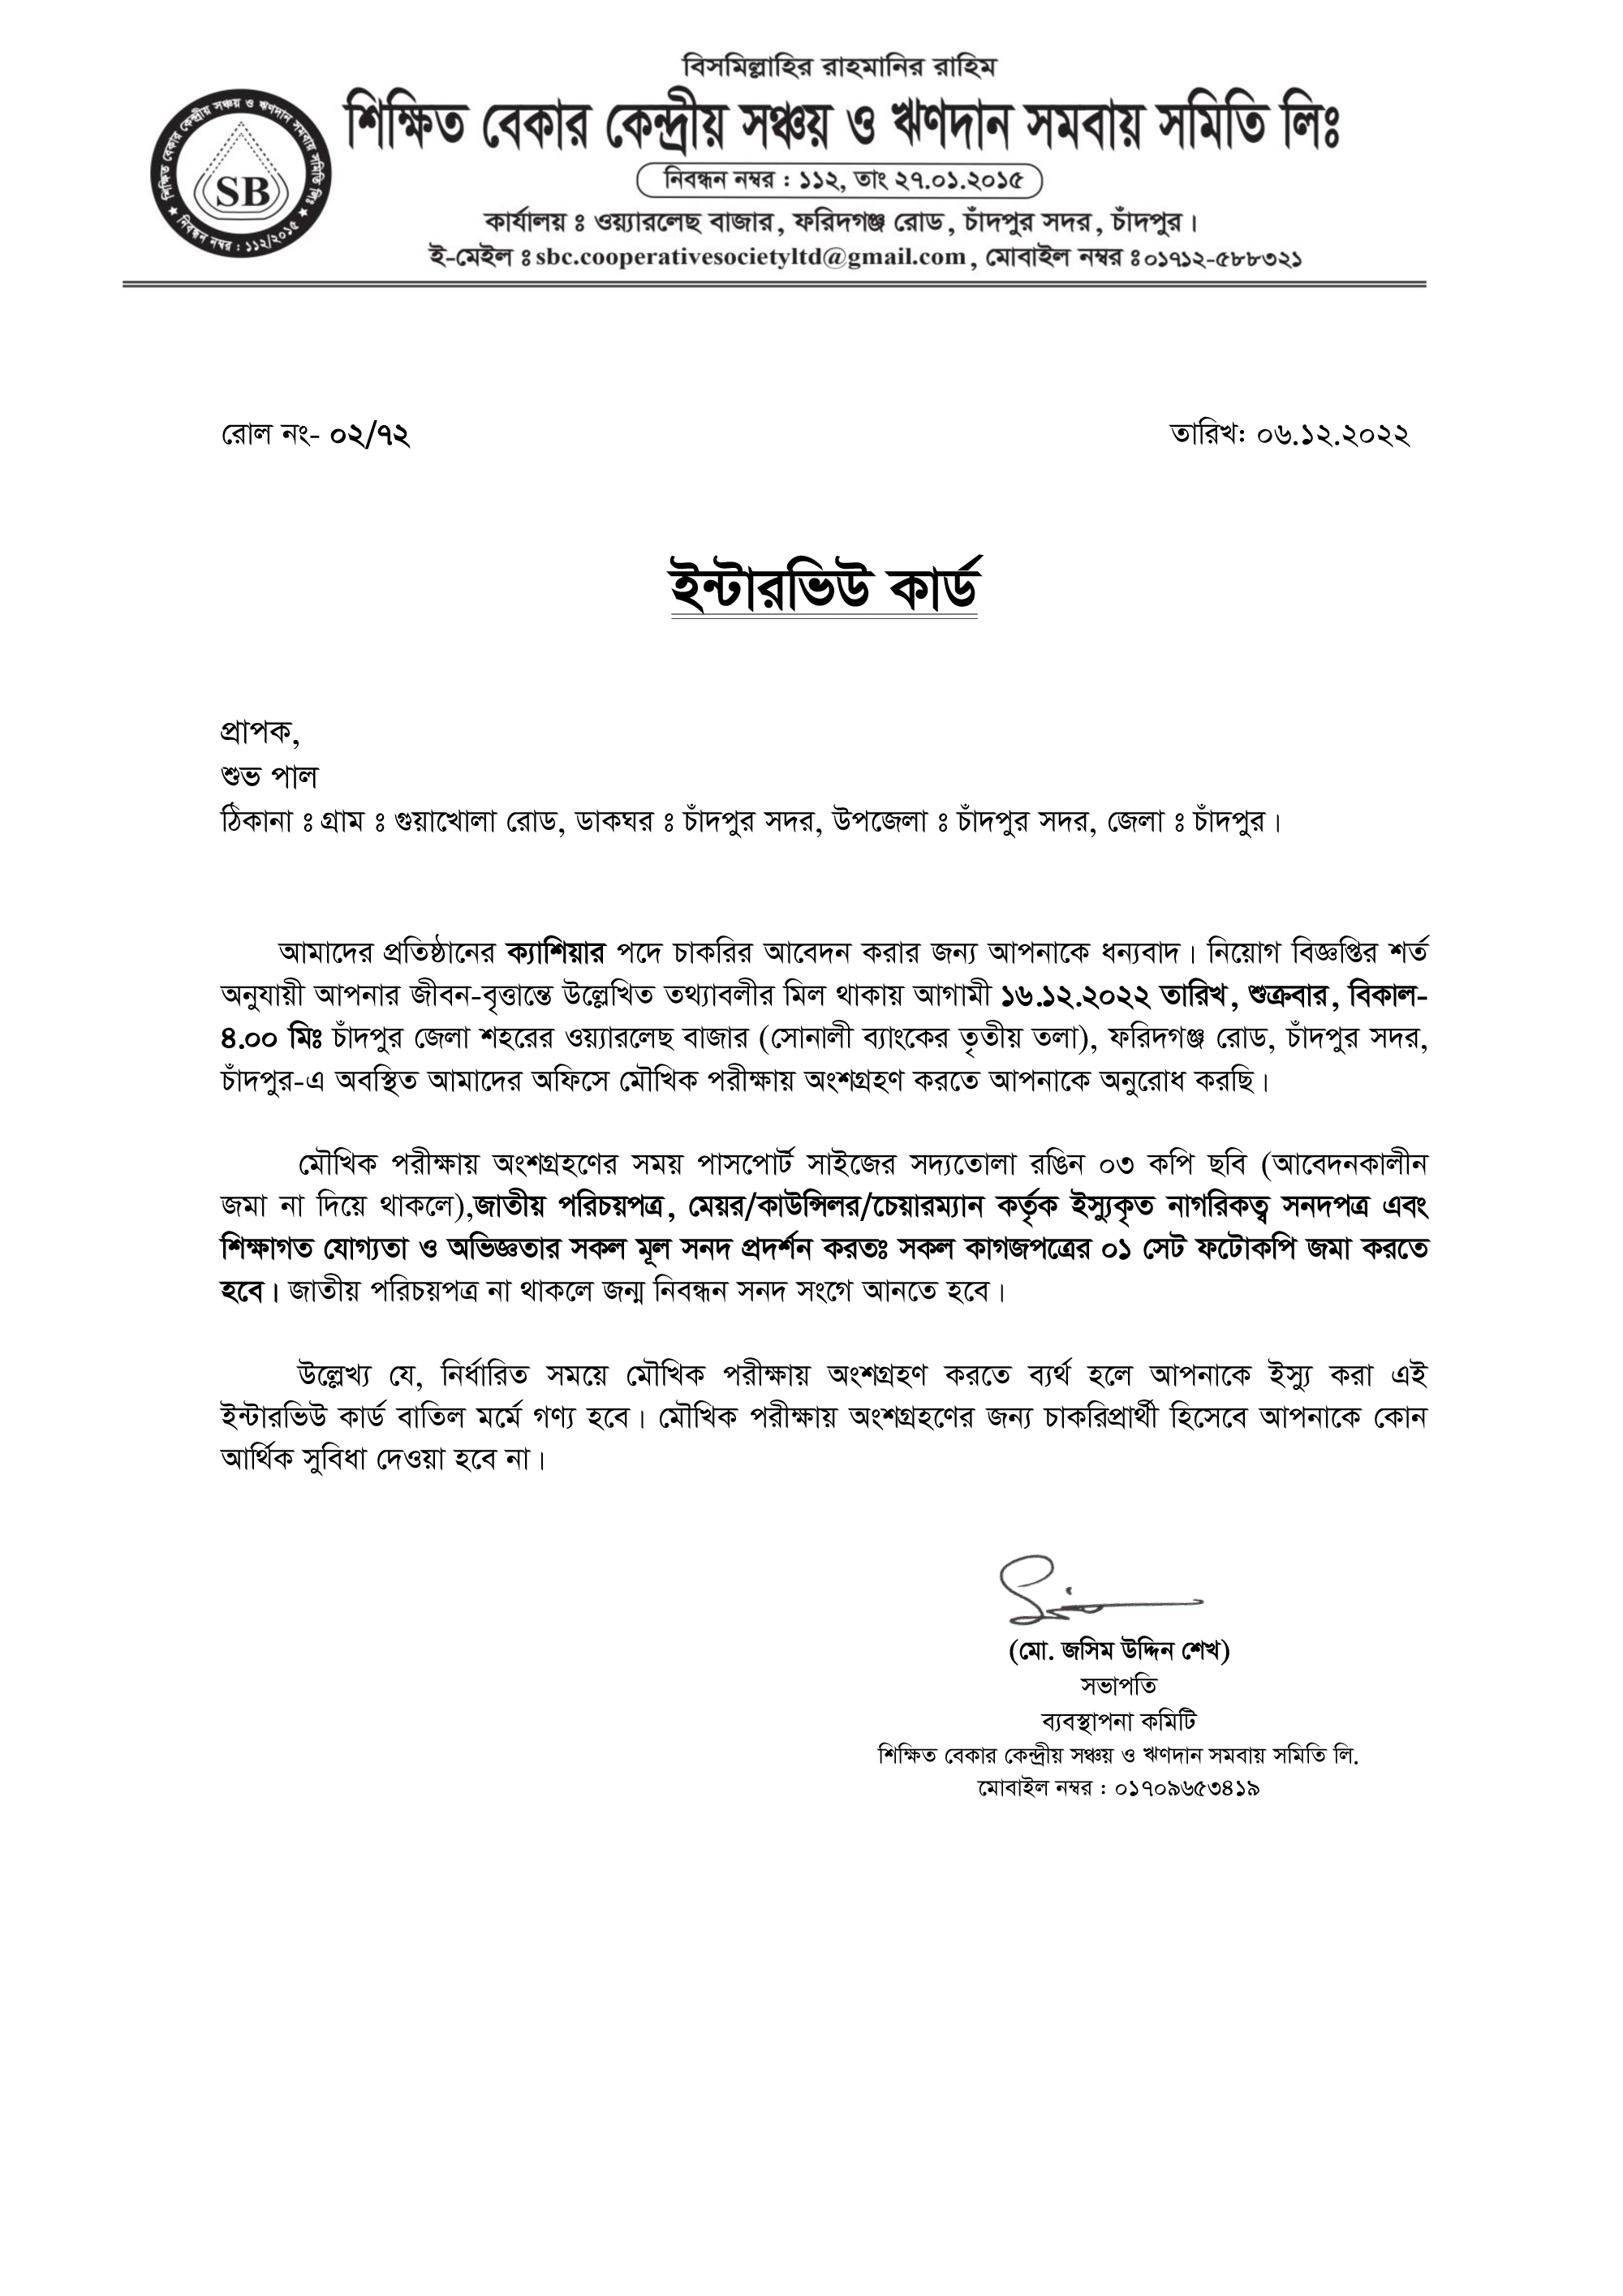 বিসমিল্লাহির রাহমানির রাহিম
শিক্ষিত বেকার কেন্দ্রীয় সঞ্চয় ও ঋণদান সমবায় সমিতি লিঃ
নিবন্ধন নম্বর : ১১২, তাং ২৭.০১.২০১৫
কার্যালয় ঃ ওয়্যারলেছ বাজার, ফরিদগঞ্জ রোড, চাঁদপুর সদর, চাঁদপুর।
ই-মেইল ঃ sbc.cooperativesocietyltd@gmail.com, মোবাইল নম্বর ঃ ০১৭১২-৫৮৮৩২১
শিক্ষিত বেকার কেন্দ্রীয় সঞ্চয় ও ঋণদান সমবায় সমিতি লিঃ
SB
★ নিবন্ধন নম্বর : ১১২/২০১৫ ★
রোল নং- ০২/৭২
তারিখ: ০৬.১২.২০২২
ইন্টারভিউ কার্ড
প্রাপক,
শুভ পাল
ঠিকানা ঃ গ্রাম ঃ গুয়াখোলা রোড, ডাকঘর ঃ চাঁদপুর সদর, উপজেলা ঃ চাঁদপুর সদর, জেলা ঃ চাঁদপুর।
আমাদের প্রতিষ্ঠানের ক্যাশিয়ার পদে চাকরির আবেদন করার জন্য আপনাকে ধন্যবাদ। নিয়োগ বিজ্ঞপ্তির শর্ত
অনুযায়ী আপনার জীবন-বৃত্তান্তে উল্লেখিত তথ্যাবলীর মিল থাকায় আগামী ১৬.১২.২০২২ তারিখ, শুক্রবার, বিকাল-
৪.০০ মিঃ চাঁদপুর জেলা শহরের ওয়্যারলেছ বাজার (সোনালী ব্যাংকের তৃতীয় তলা), ফরিদগঞ্জ রোড, চাঁদপুর সদর,
চাঁদপুর-এ অবস্থিত আমাদের অফিসে মৌখিক পরীক্ষায় অংশগ্রহণ করতে আপনাকে অনুরোধ করছি।
মৌখিক পরীক্ষায় অংশগ্রহণের সময় পাসপোর্ট সাইজের সদ্যতোলা রঙিন ০৩ কপি ছবি (আবেদনকালীন
জমা না দিয়ে থাকলে),জাতীয় পরিচয়পত্র, মেয়র/কাউন্সিলর/চেয়ারম্যান কর্তৃক ইস্যুকৃত নাগরিকত্ব সনদপত্র এবং
শিক্ষাগত যোগ্যতা ও অভিজ্ঞতার সকল মূল সনদ প্রদর্শন করতঃ সকল কাগজপত্রের ০১ সেট ফটোকপি জমা করতে
হবে। জাতীয় পরিচয়পত্র না থাকলে জন্ম নিবন্ধন সনদ সংগে আনতে হবে।
উল্লেখ্য যে, নির্ধারিত সময়ে মৌখিক পরীক্ষায় অংশগ্রহণ করতে ব্যর্থ হলে আপনাকে ইস্যু করা এই
ইন্টারভিউ কার্ড বাতিল মর্মে গণ্য হবে। মৌখিক পরীক্ষায় অংশগ্রহণের জন্য চাকরিপ্রার্থী হিসেবে আপনাকে কোন
আর্থিক সুবিধা দেওয়া হবে না।
(মো. জসিম উদ্দিন শেখ)
সভাপতি
ব্যবস্থাপনা কমিটি
শিক্ষিত বেকার কেন্দ্রীয় সঞ্চয় ও ঋণদান সমবায় সমিতি লি.
মোবাইল নম্বর : ০১৭০৯৬৫৩৪১৯